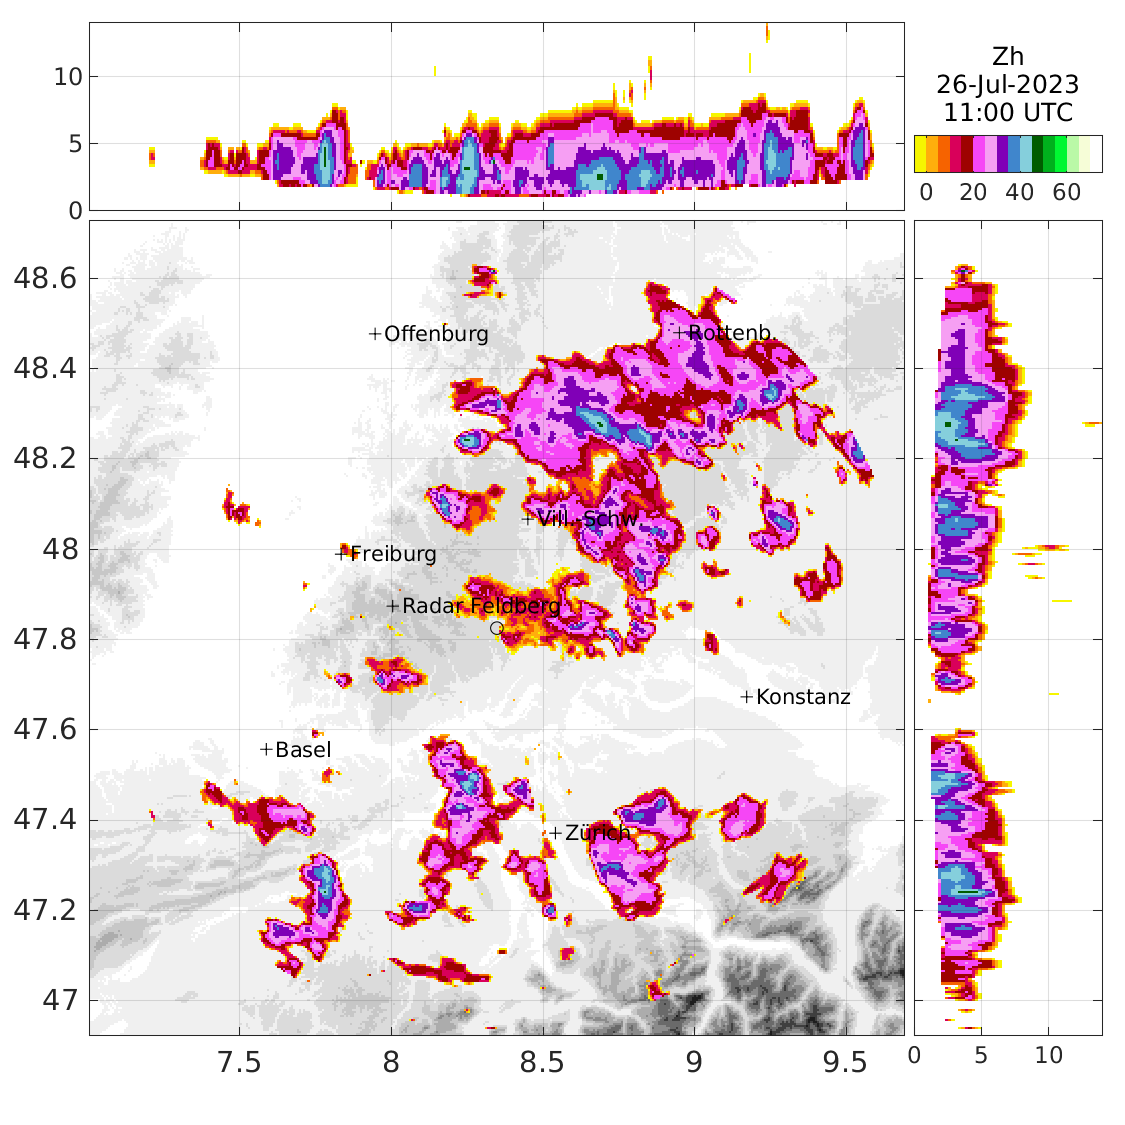 10
5
0
Zh
26-Jul-2023
11:00 UTC
0 20 40 60
48.6
48.4
48.2
48
47.8
47.6
47.4
47.2
47
+Offenburg
+Rottenb.
+Vill.-Schw.
+Freiburg
+Radar Feldberg
+Konstanz
+Basel
+Zürich
7.5 8 8.5 9 9.5
0 5 10